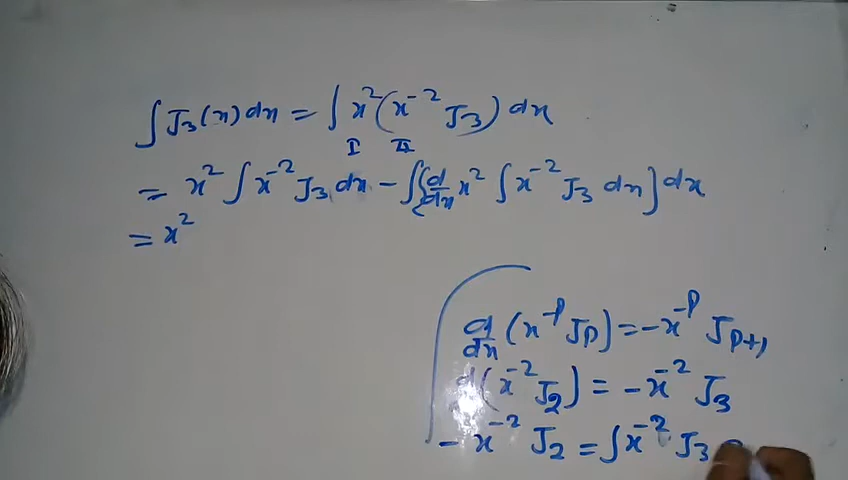 ∫ J₃(x) dx = ∫ x² (x⁻² J₃) dx
I II
= x² ∫ x⁻² J₃ dx - ∫ { d/dx x² ∫ x⁻² J₃ dx ] dx
= x²
d/dx (x⁻ᵖ Jₚ) = -x⁻ᵖ Jₚ₊₁
d (x⁻² J₂) = -x⁻² J₃
- x⁻² J₂ = ∫ x⁻² J₃